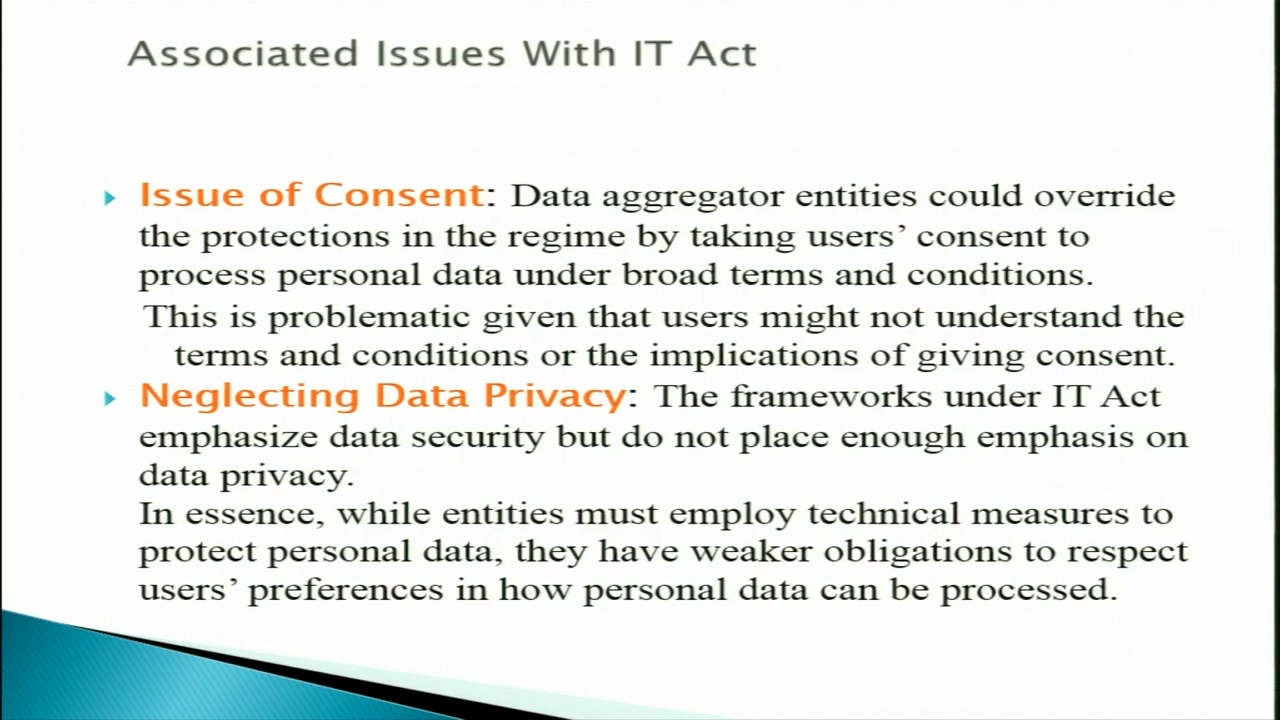 Associated Issues With IT Act
Issue of Consent: Data aggregator entities could override
the protections in the regime by taking users’ consent to
process personal data under broad terms and conditions.
This is problematic given that users might not understand the
terms and conditions or the implications of giving consent.
Neglecting Data Privacy: The frameworks under IT Act
emphasize data security but do not place enough emphasis on
data privacy.
In essence, while entities must employ technical measures to
protect personal data, they have weaker obligations to respect
users’ preferences in how personal data can be processed.